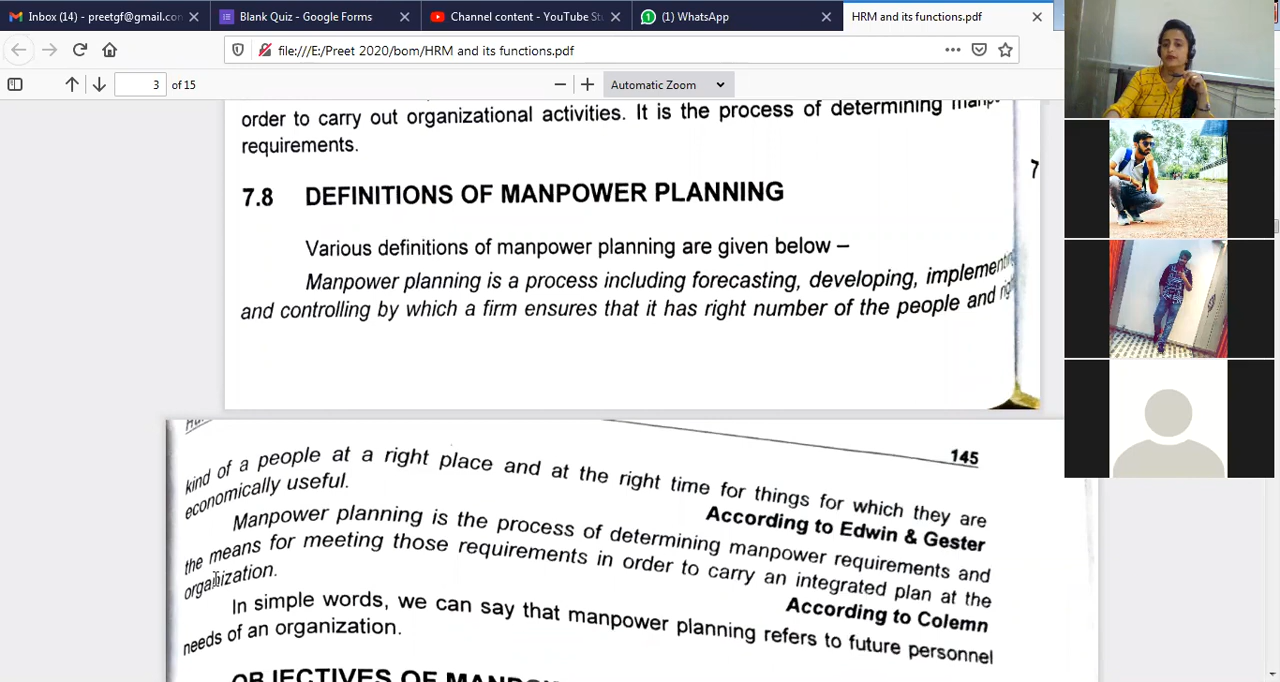 Inbox (14) - preetgf@gmail.co
Blank Quiz - Google Forms
Channel content - YouTube St
(1) WhatsApp
HRM and its functions.pdf
file:///E:/Preet 2020/bom/HRM and its functions.pdf
3 of 15
Automatic Zoom
order to carry out organizational activities. It is the process of determining
requirements.
7.8 DEFINITIONS OF MANPOWER PLANNING
Various definitions of manpower planning are given below –
Manpower planning is a process including forecasting, developing, implementing
and controlling by which a firm ensures that it has right number of the people and right
7
145
kind of a people at a right place and at the right time for things for which they are
economically useful.
According to Edwin & Gester
Manpower planning is the process of determining manpower requirements and
the means for meeting those requirements in order to carry an integrated plan at the
organization.
According to Colemn
In simple words, we can say that manpower planning refers to future personnel
needs of an organization.
OBJECTIVES OF